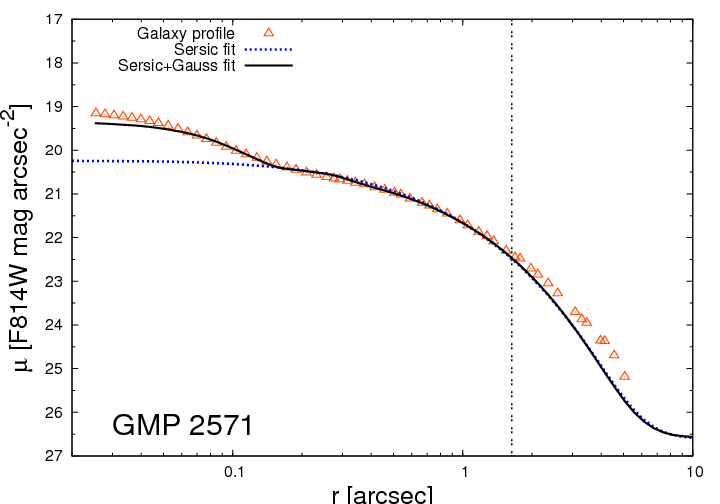 17
18
19
20
21
22
23
24
25
26
27
0.1
1
10
μ [F814W mag arcsec⁻²]
r [arcsec]
Galaxy profile
Sersic fit
Sersic+Gauss fit
GMP 2571